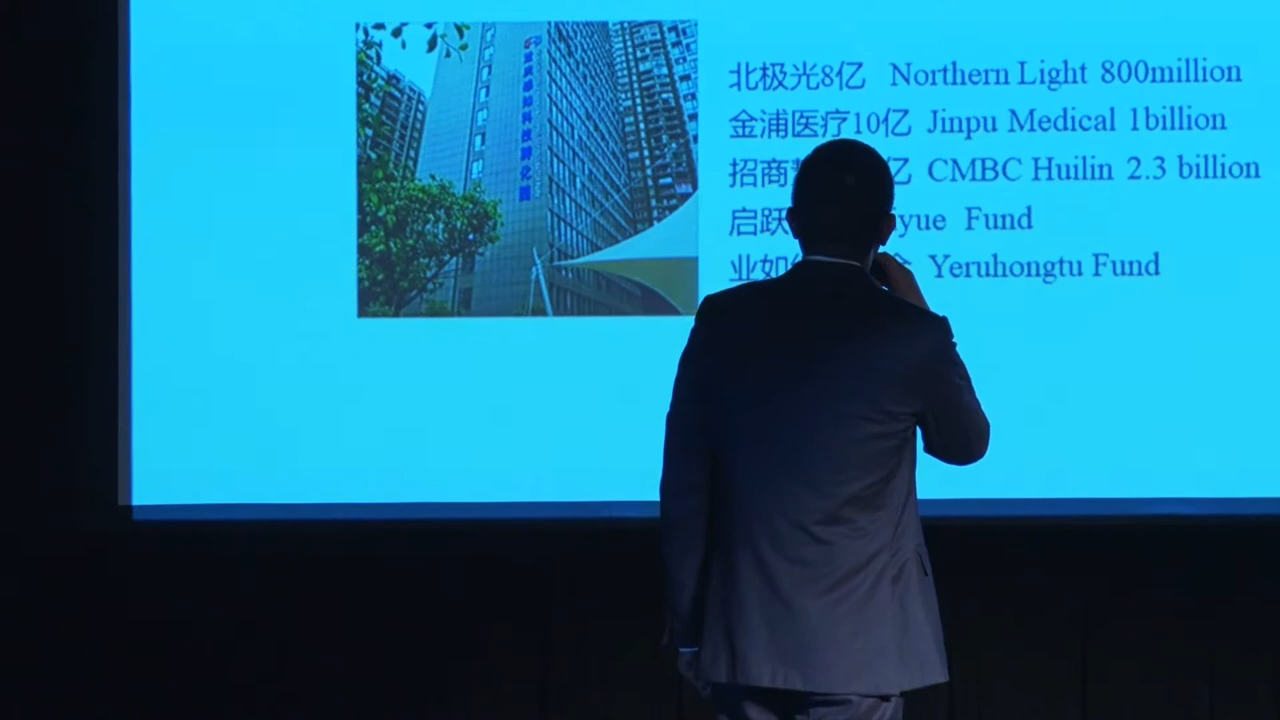 北极光8亿 Northern Light 800million
金浦医疗10亿 Jinpu Medical 1billion
招商 亿 CMBC Huilin 2.3 billion
启跃 Fund
业如 Yeruhongtu Fund